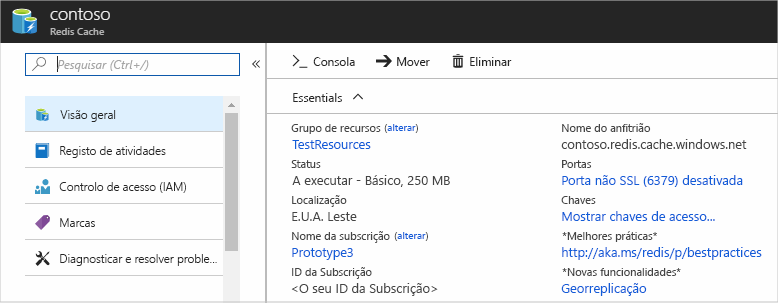 contoso
Redis Cache
Pesquisar (Ctrl+/)
«
Visão geral
Registo de atividades
Controlo de acesso (IAM)
Marcas
Diagnosticar e resolver proble...
Consola
Mover
Eliminar
Essentials
Grupo de recursos (alterar)
TestResources
Status
A executar - Básico, 250 MB
Localização
E.U.A. Leste
Nome da subscrição (alterar)
Prototype3
ID da Subscrição
<O seu ID da Subscrição>
Nome do anfitrião
contoso.redis.cache.windows.net
Portas
Porta não SSL (6379) desativada
Chaves
Mostrar chaves de acesso...
*Melhores práticas*
http://aka.ms/redis/p/bestpractices
*Novas funcionalidades*
Georreplicação